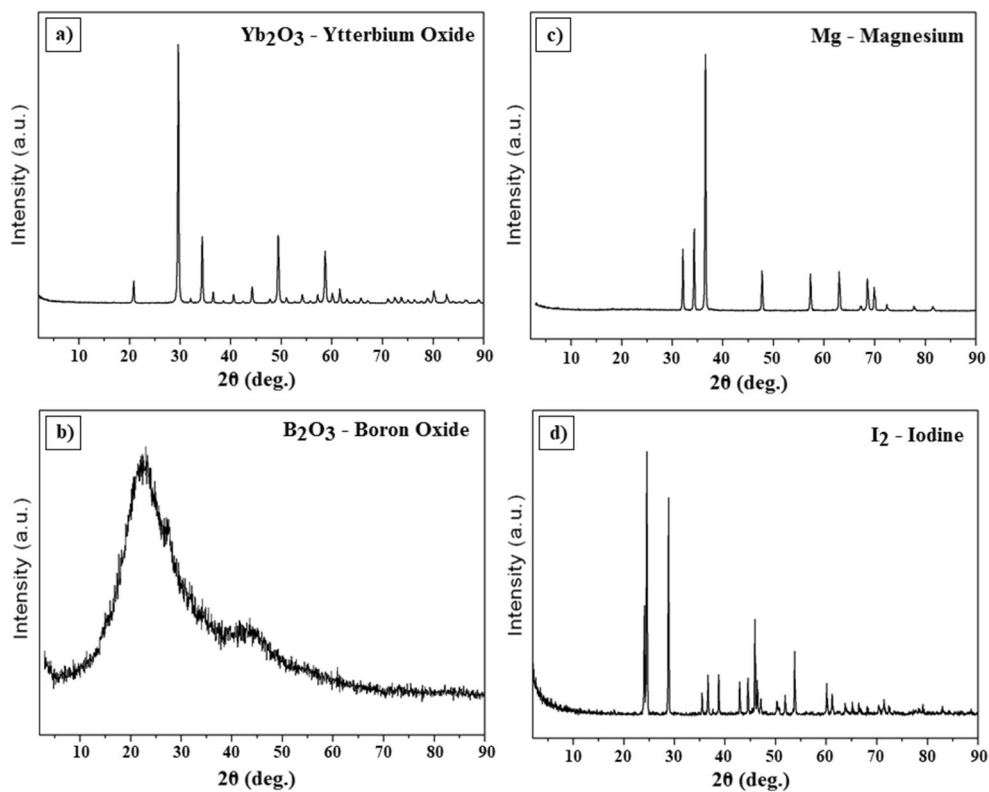 a)
Yb2O3 - Ytterbium Oxide
Intensity (a.u.)
10 20 30 40 50 60 70 80 90
2θ (deg.)
c)
Mg - Magnesium
Intensity (a.u.)
10 20 30 40 50 60 70 80 90
2θ (deg.)
b)
B2O3 - Boron Oxide
Intensity (a.u.)
10 20 30 40 50 60 70 80 90
2θ (deg.)
d)
I2 - Iodine
Intensity (a.u.)
10 20 30 40 50 60 70 80 90
2θ (deg.)